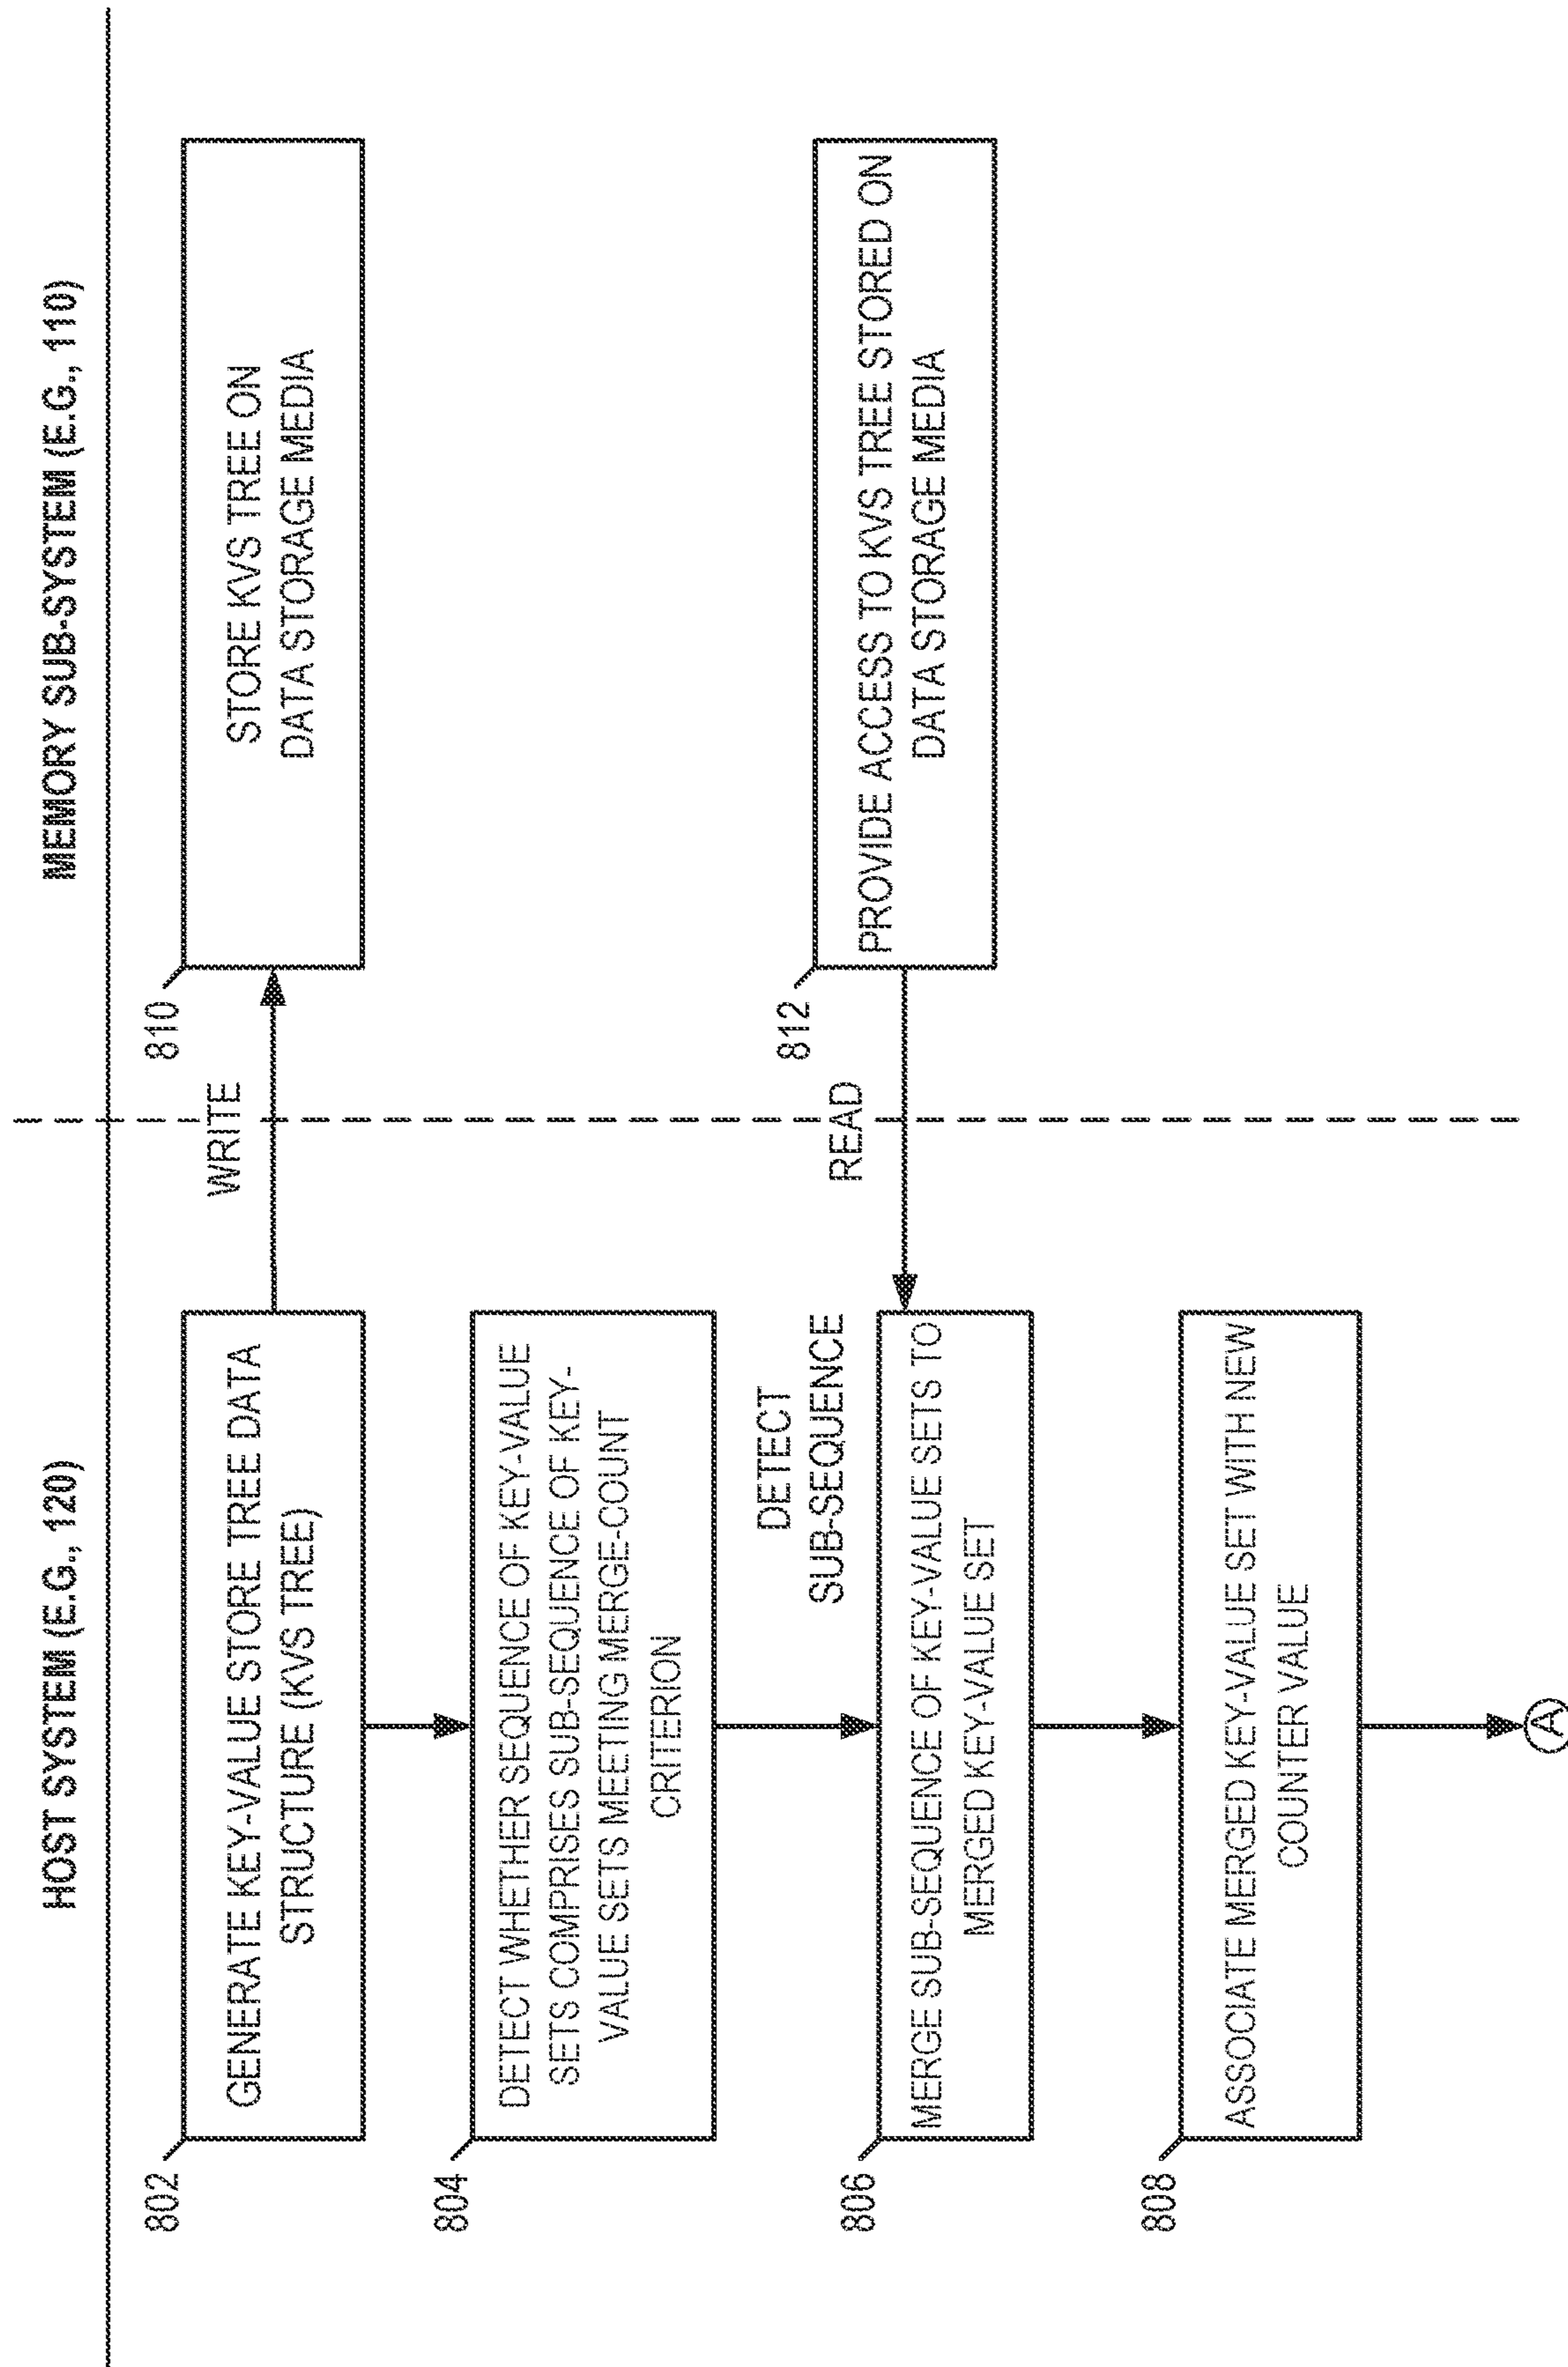 HOST SYSTEM (E.G., 120)
MEMORY SUB-SYSTEM (E.G., 110)
802
GENERATE KEY-VALUE STORE TREE DATA
STRUCTURE (KVS TREE)
WRITE
810
STORE KVS TREE ON
DATA STORAGE MEDIA
804
DETECT WHETHER SEQUENCE OF KEY-VALUE
SETS COMPRISES SUB-SEQUENCE OF KEY-
VALUE SETS MEETING MERGE-COUNT
CRITERION
DETECT
SUB-SEQUENCE
READ
812
PROVIDE ACCESS TO KVS TREE STORED ON
DATA STORAGE MEDIA
806
MERGE SUB-SEQUENCE OF KEY-VALUE SETS TO
MERGED KEY-VALUE SET
808
ASSOCIATE MERGED KEY-VALUE SET WITH NEW
COUNTER VALUE
A